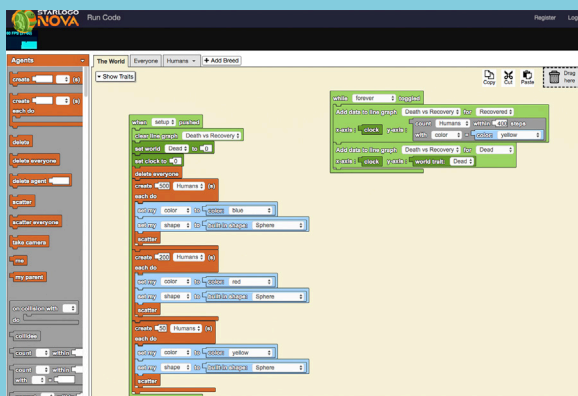 STARLOGO
NOVA
Run Code
Register
Log
Agents
The World
Everyone
Humans
+ Add Breed
Show Traits
Copy
Cut
Paste
Drag
here
create (s)
create (s)
each do
delete
delete everyone
delete agent
scatter
scatter everyone
take camera
me
my parent
on collision with
do
collidee
count within
count within
with =
when setup pushed
clear line graph Death vs Recovery
set world Dead to 0
set clock to 0
delete everyone
create 500 Humans (s)
each do
set my color to color: blue
set my shape to built-in shape: Sphere
scatter
create 200 Humans (s)
each do
set my color to color: red
set my shape to built-in shape: Sphere
scatter
create 50 Humans (s)
each do
set my color to color: yellow
set my shape to built-in shape: Sphere
scatter
while forever toggled
Add data to line graph Death vs Recovery for Recovered
count Humans within 400 steps
x-axis clock y-axis
with color = color: yellow
Add data to line graph Death vs Recovery for Dead
x-axis clock y-axis world trait Dead